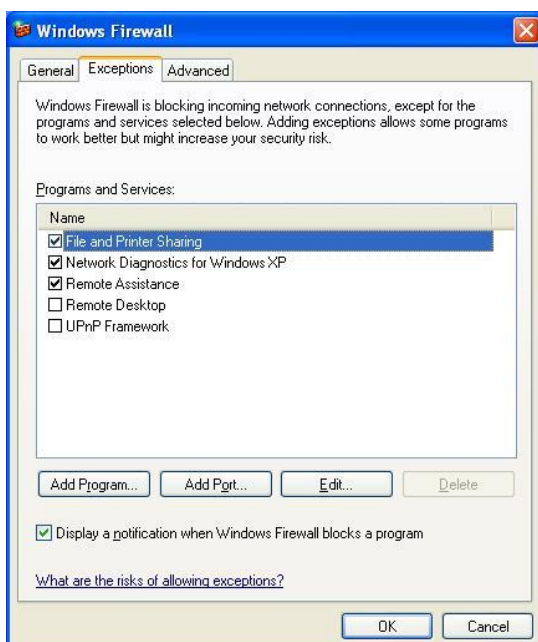 Windows Firewall
General Exceptions Advanced
Windows Firewall is blocking incoming network connections, except for the
programs and services selected below. Adding exceptions allows some programs
to work better but might increase your security risk.
Programs and Services:
Name
File and Printer Sharing
Network Diagnostics for Windows XP
Remote Assistance
Remote Desktop
UPnP Framework
Add Program... Add Port... Edit... Delete
Display a notification when Windows Firewall blocks a program
What are the risks of allowing exceptions?
OK Cancel